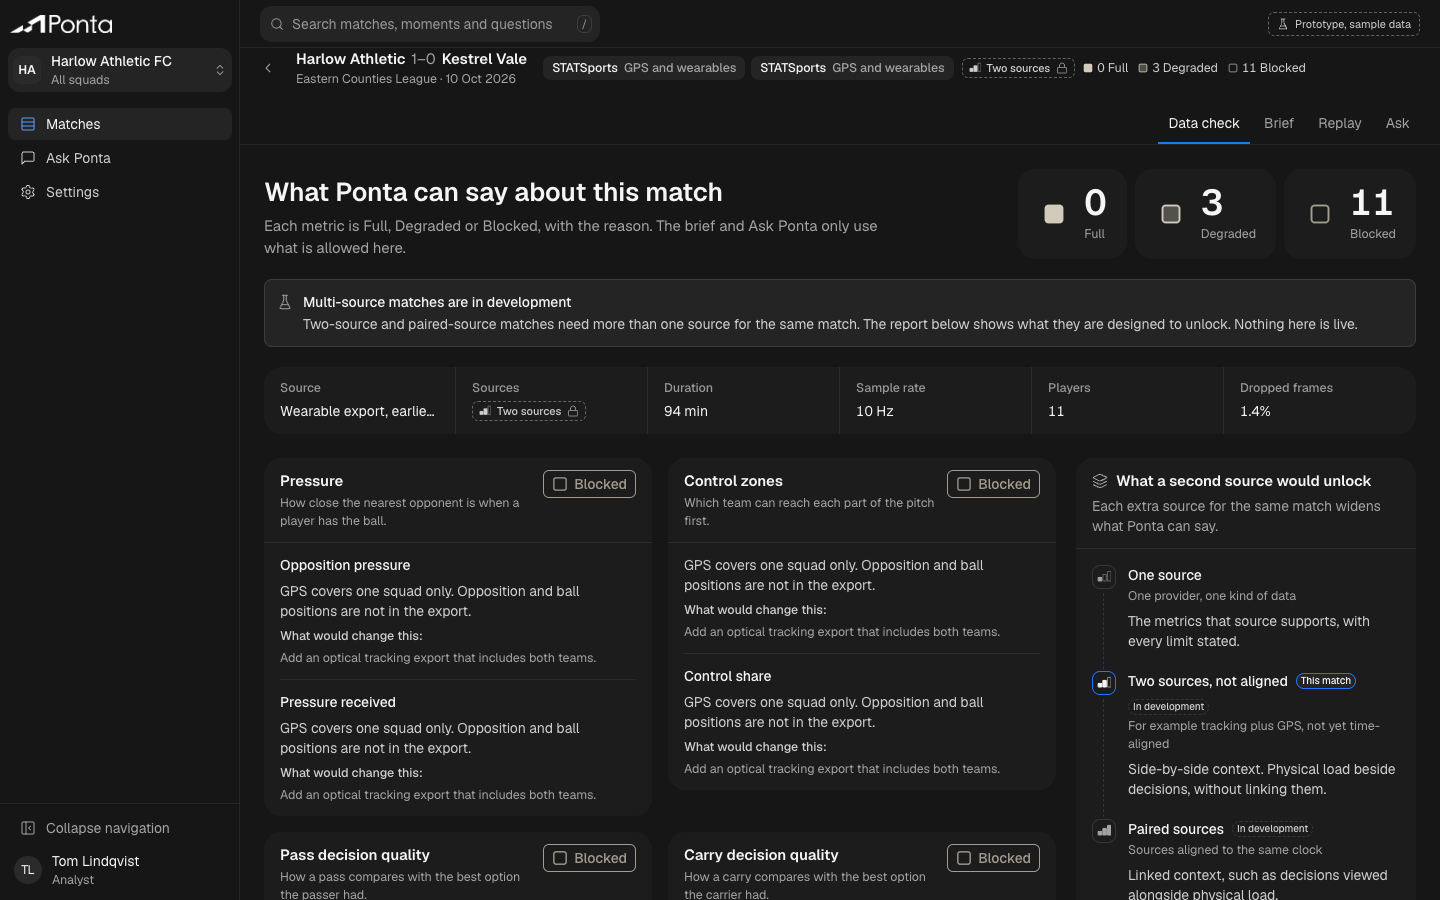 Ponta
Search matches, moments and questions
/
Prototype, sample data
HA
Harlow Athletic FC
All squads
Matches
Ask Ponta
Settings
Collapse navigation
TL
Tom Lindqvist
Analyst
Harlow Athletic 1–0 Kestrel Vale
Eastern Counties League · 10 Oct 2026
STATSports GPS and wearables
STATSports GPS and wearables
Two sources
0 Full
3 Degraded
11 Blocked
Data check
Brief
Replay
Ask
What Ponta can say about this match
Each metric is Full, Degraded or Blocked, with the reason. The brief and Ask Ponta only use
what is allowed here.
0
Full
3
Degraded
11
Blocked
Multi-source matches are in development
Two-source and paired-source matches need more than one source for the same match. The report below shows what they are designed to unlock. Nothing here is live.
Source
Wearable export, earlie...
Sources
Two sources
Duration
94 min
Sample rate
10 Hz
Players
11
Dropped frames
1.4%
Pressure
Blocked
How close the nearest opponent is when a
player has the ball.
Opposition pressure
GPS covers one squad only. Opposition and ball
positions are not in the export.
What would change this:
Add an optical tracking export that includes both teams.
Pressure received
GPS covers one squad only. Opposition and ball
positions are not in the export.
What would change this:
Add an optical tracking export that includes both teams.
Control zones
Blocked
Which team can reach each part of the pitch
first.
GPS covers one squad only. Opposition and ball
positions are not in the export.
What would change this:
Add an optical tracking export that includes both teams.
Control share
GPS covers one squad only. Opposition and ball
positions are not in the export.
What would change this:
Add an optical tracking export that includes both teams.
What a second source would unlock
Each extra source for the same match widens
what Ponta can say.
One source
One provider, one kind of data
The metrics that source supports, with
every limit stated.
Two sources, not aligned
This match
In development
For example tracking plus GPS, not yet time-
aligned
Side-by-side context. Physical load beside
decisions, without linking them.
Paired sources
In development
Sources aligned to the same clock
Linked context, such as decisions viewed
alongside physical load.
Pass decision quality
Blocked
How a pass compares with the best option
the passer had.
Carry decision quality
Blocked
How a carry compares with the best option
the carrier had.